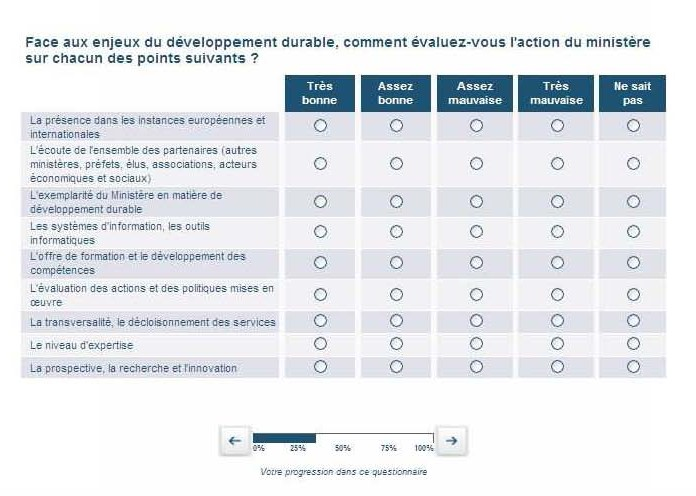 Face aux enjeux du développement durable, comment évaluez-vous l'action du ministère
sur chacun des points suivants ?
Très bonne Assez bonne Assez mauvaise Très mauvaise Ne sait pas
La présence dans les instances européennes et
internationales
L'écoute de l'ensemble des partenaires (autres
ministères, préfets, élus, associations, acteurs
économiques et sociaux)
L'exemplarité du Ministère en matière de
développement durable
Les systèmes d'information, les outils
informatiques
L'offre de formation et le développement des
compétences
L'évaluation des actions et des politiques mises en
œuvre
La transversalité, le décloisonnement des services
Le niveau d'expertise
La prospective, la recherche et l'innovation
0% 25% 50% 75% 100%
Votre progression dans ce questionnaire